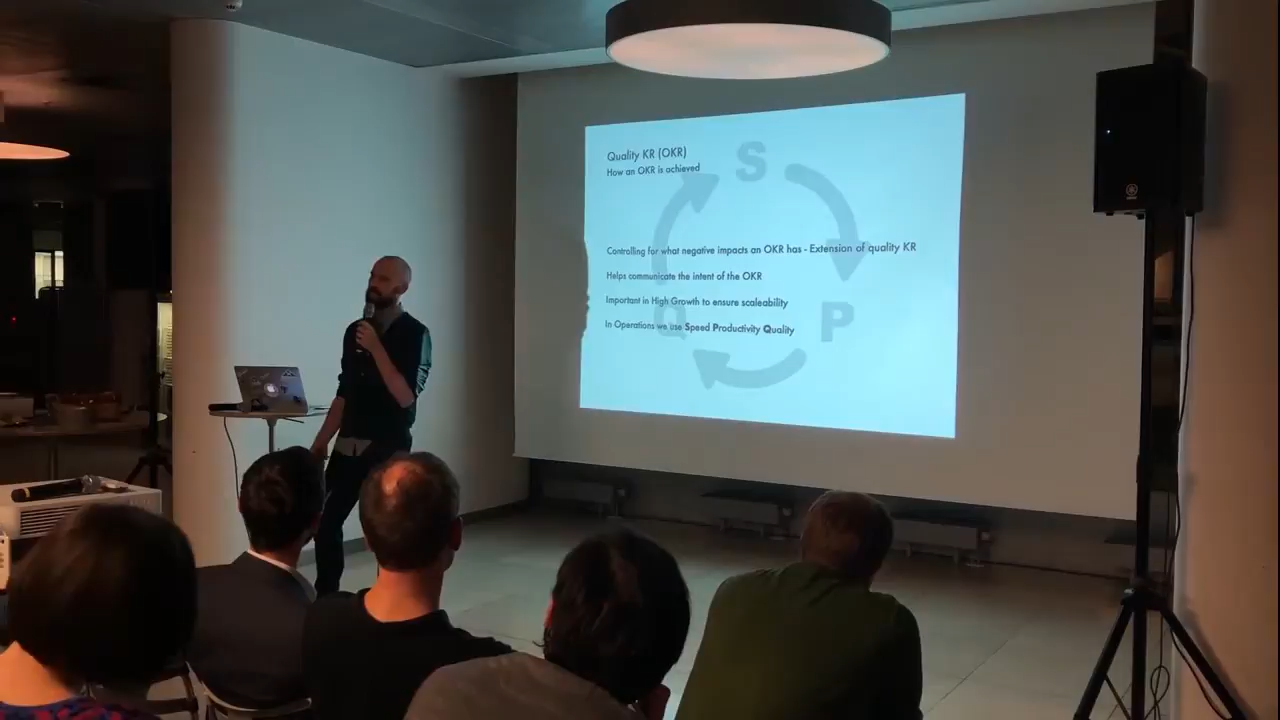 Quality KR (OKR)
How an OKR is achieved
S
Controlling for what negative impacts an OKR has - Extension of quality KR
Helps communicate the intent of the OKR
Important in High Growth to ensure scaleability
In Operations we use Speed Productivity Quality
Q
P